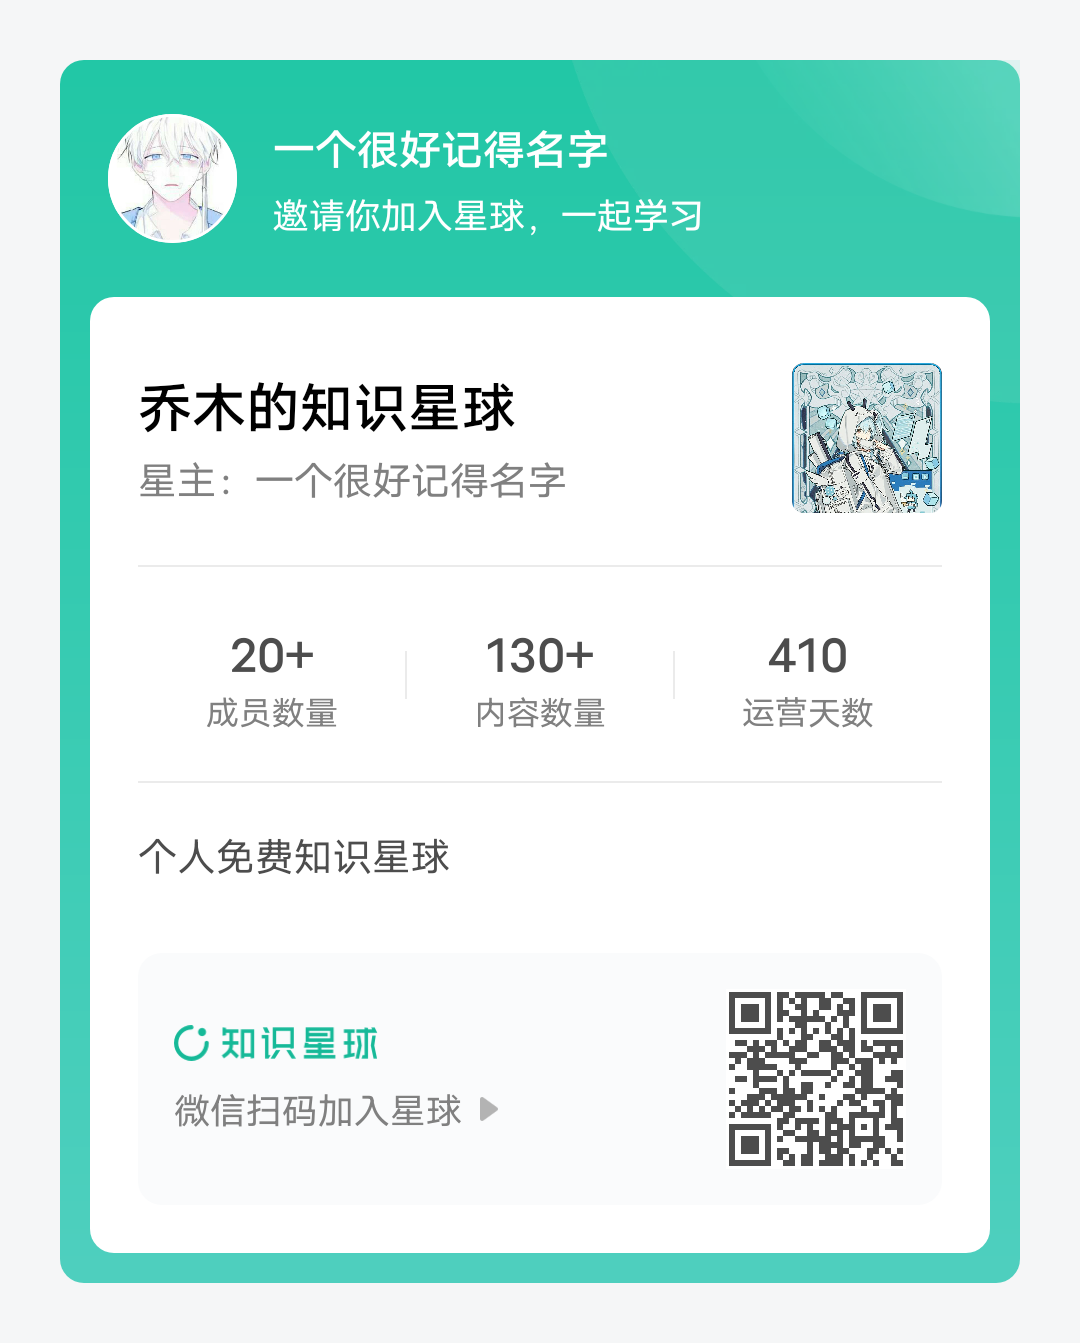 一个很好记得名字
邀请你加入星球，一起学习
乔木的知识星球
星主：一个很好记得名字
20+
成员数量
130+
内容数量
410
运营天数
个人免费知识星球
知识星球
微信扫码加入星球